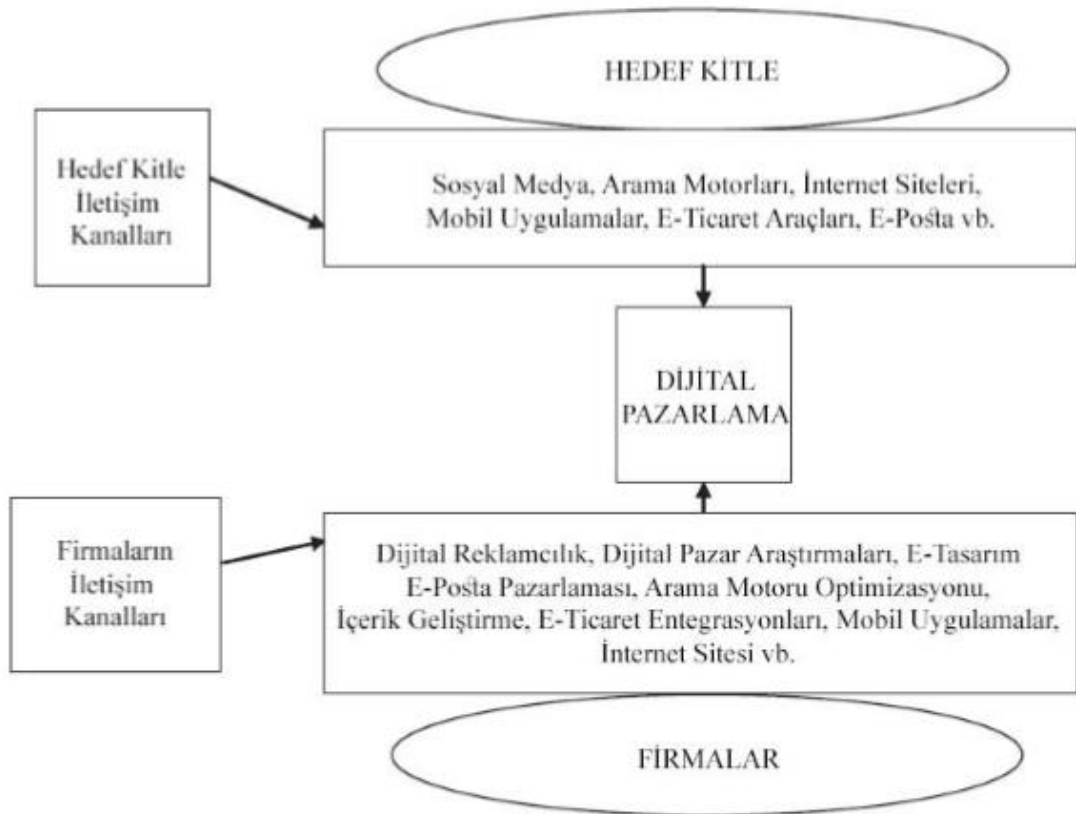 HEDEF KİTLE
Hedef Kitle
İletişim
Kanalları
Sosyal Medya, Arama Motorları, İnternet Siteleri,
Mobil Uygulamalar, E-Ticaret Araçları, E-Posta vb.
DİJİTAL
PAZARLAMA
Firmaların
İletişim
Kanalları
Dijital Reklamcılık, Dijital Pazar Araştırmaları, E-Tasarım
E-Posta Pazarlaması, Arama Motoru Optimizasyonu,
İçerik Geliştirme, E-Ticaret Entegrasyonları, Mobil Uygulamalar,
İnternet Sitesi vb.
FİRMALAR